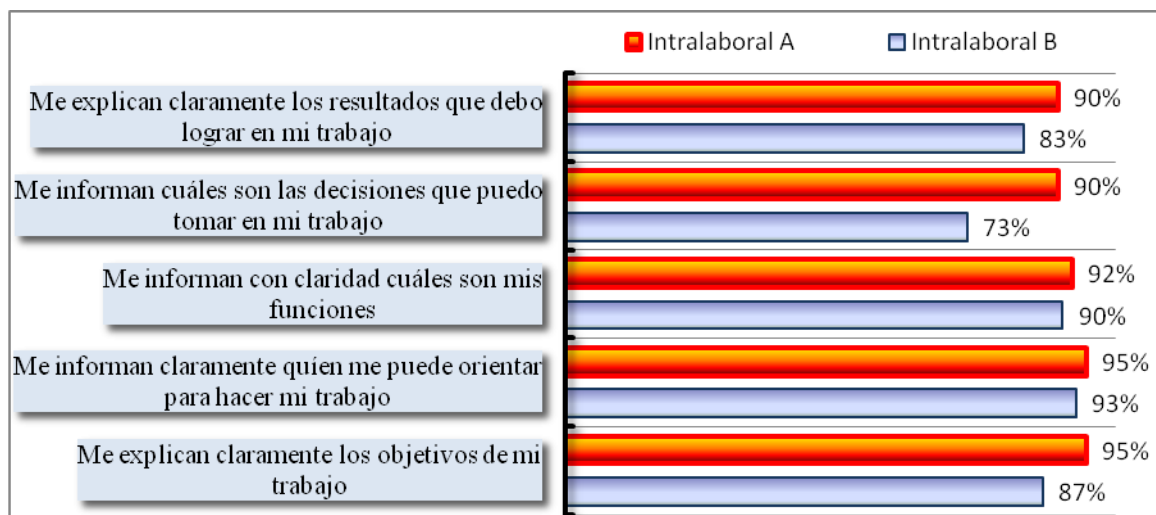 Intralaboral A Intralaboral B
Me explican claramente los resultados que debo
lograr en mi trabajo
90%
83%
Me informan cuáles son las decisiones que puedo
tomar en mi trabajo
90%
73%
Me informan con claridad cuáles son mis
funciones
92%
90%
Me informan claramente quíen me puede orientar
para hacer mi trabajo
95%
93%
Me explican claramente los objetivos de mi
trabajo
95%
87%